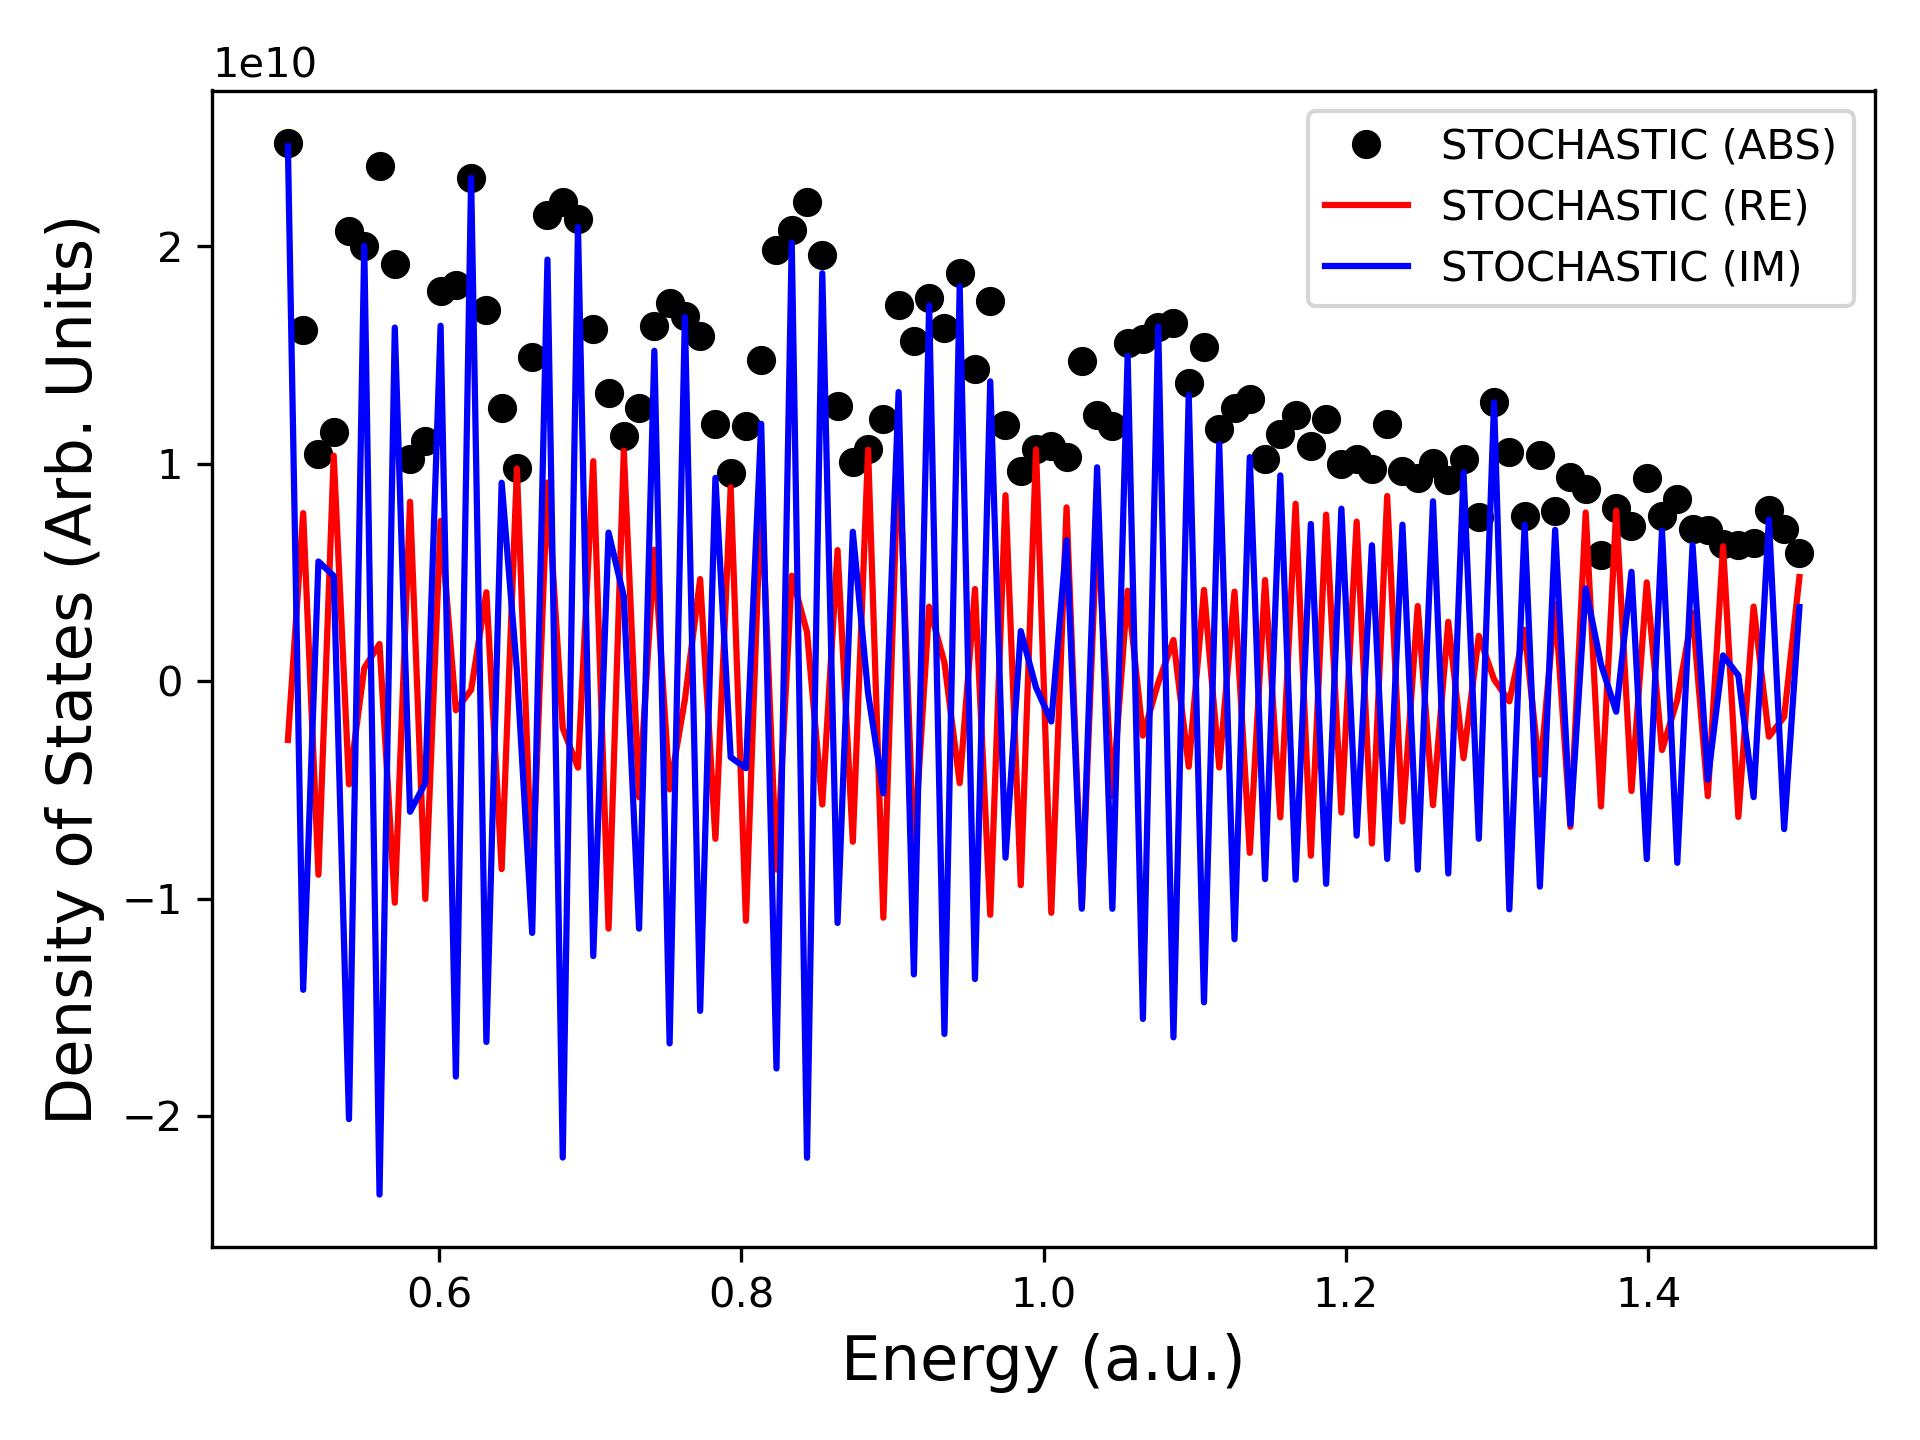 1e10
STOCHASTIC (ABS)
STOCHASTIC (RE)
STOCHASTIC (IM)
Density of States (Arb. Units)
2
1
0
−1
−2
0.6 0.8 1.0 1.2 1.4
Energy (a.u.)